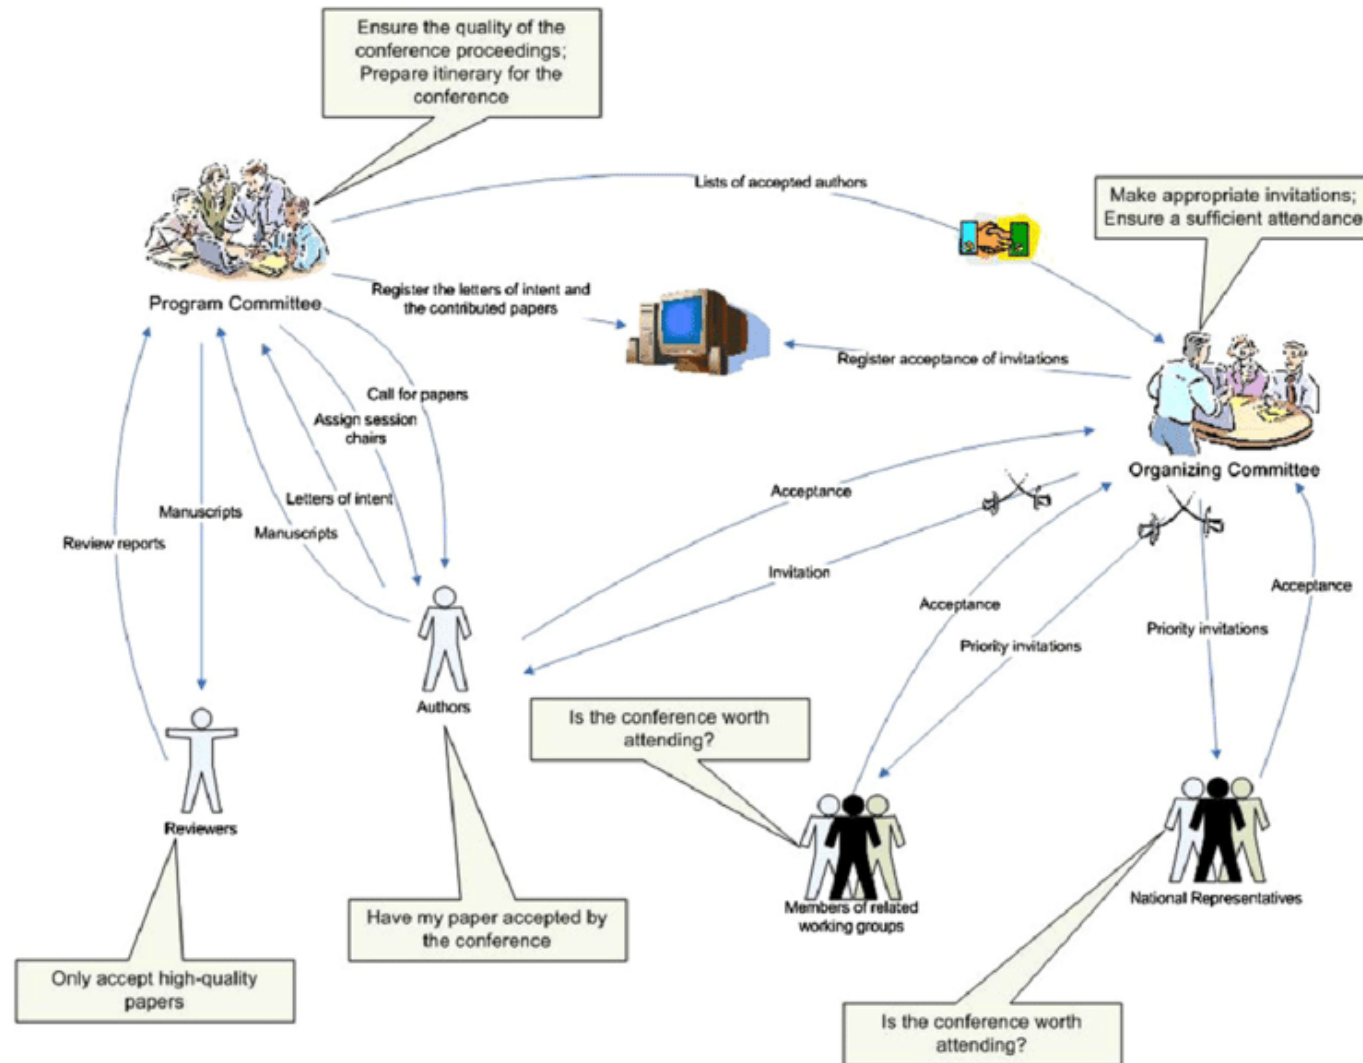 Ensure the quality of the
conference proceedings;
Prepare itinerary for the
conference
Lists of accepted authors
Make appropriate invitations;
Ensure a sufficient attendance
Program Committee
Register the letters of intent and
the contributed papers
Register acceptance of invitations
Call for papers
Assign session
chairs
Organizing Committee
Acceptance
Letters of intent
Manuscripts
Manuscripts
Review reports
Invitation
Acceptance
Acceptance
Priority invitations
Priority invitations
Authors
Is the conference worth
attending?
Reviewers
National Representatives
Members of related
working groups
Have my paper accepted by
the conference
Only accept high-quality
papers
Is the conference worth
attending?